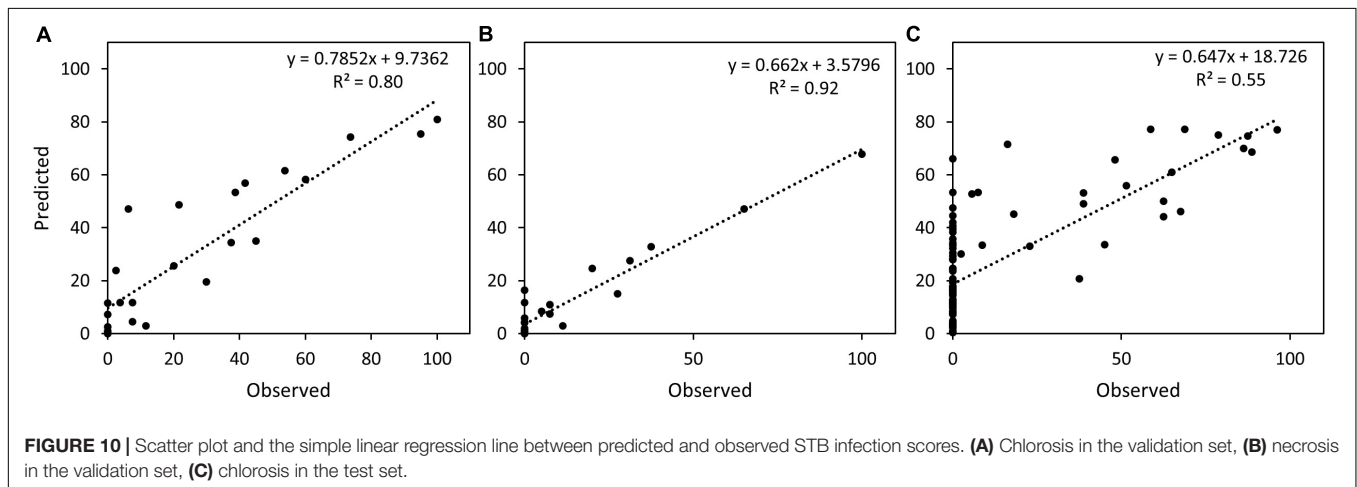 A
y = 0.7852x + 9.7362
R² = 0.80
100
80
60
40
20
0
Predicted
0 20 40 60 80 100
Observed
B
y = 0.662x + 3.5796
R² = 0.92
100
80
60
40
20
0
0 50 100
Observed
C
y = 0.647x + 18.726
R² = 0.55
100
80
60
40
20
0
0 50 100
Observed
FIGURE 10 | Scatter plot and the simple linear regression line between predicted and observed STB infection scores. (A) Chlorosis in the validation set, (B) necrosis
in the validation set, (C) chlorosis in the test set.